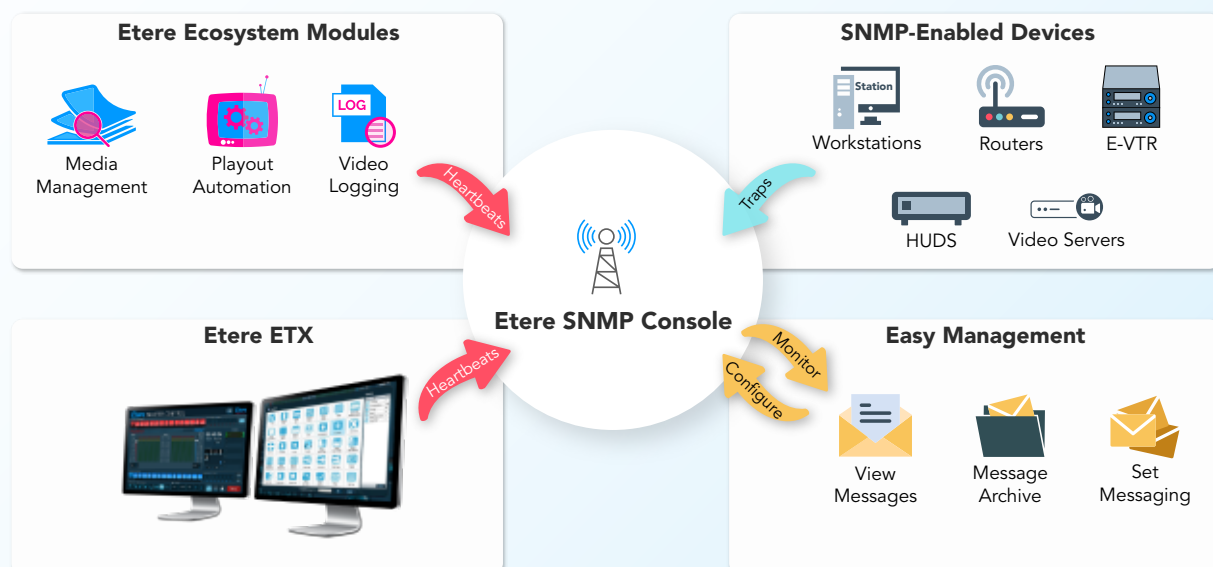 Etere Ecosystem Modules
Media
Management
Playout
Automation
LOG
Video
Logging
Heartbeats
SNMP-Enabled Devices
Station
Workstations
Routers
E-VTR
HUDS
Video Servers
Traps
Etere SNMP Console
Etere ETX
Heartbeats
Easy Management
Monitor
Configure
View
Messages
Message
Archive
Set
Messaging